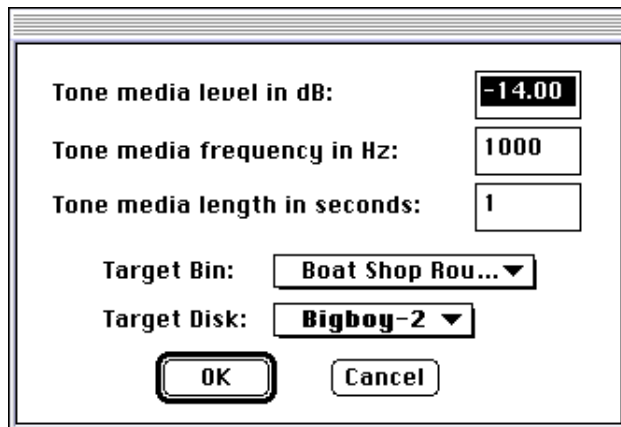 Tone media level in dB: -14.00
Tone media frequency in Hz: 1000
Tone media length in seconds: 1
Target Bin: Boat Shop Rou...
Target Disk: Bigboy-2
OK Cancel